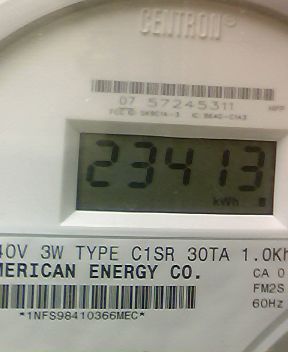 CENTRON®
07 57245311
23413
kWh
40V 3W TYPE C1SR 30TA 1.0Kh
MERICAN ENERGY CO.
CA 0
FM2S
60Hz
*1NFS98410366MEC*